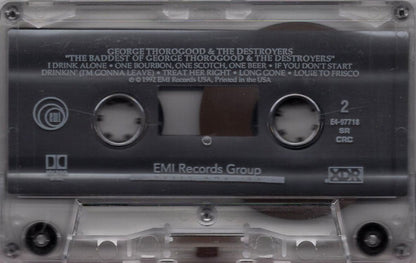 GEORGE THOROGOOD & THE DESTROYERS
"THE BADDEST OF GEORGE THOROGOOD & THE DESTROYERS"
I DRINK ALONE • ONE BOURBON, ONE SCOTCH, ONE BEER • IF YOU DON'T START
DRINKIN' (I'M GONNA LEAVE) • TREAT HER RIGHT • LONG GONE • LOUIE TO FRISCO
℗ © 1992 EMI Records USA, Printed in the USA
EMI
2
E4-97718
SR
CRC
EMI Records Group
XDR